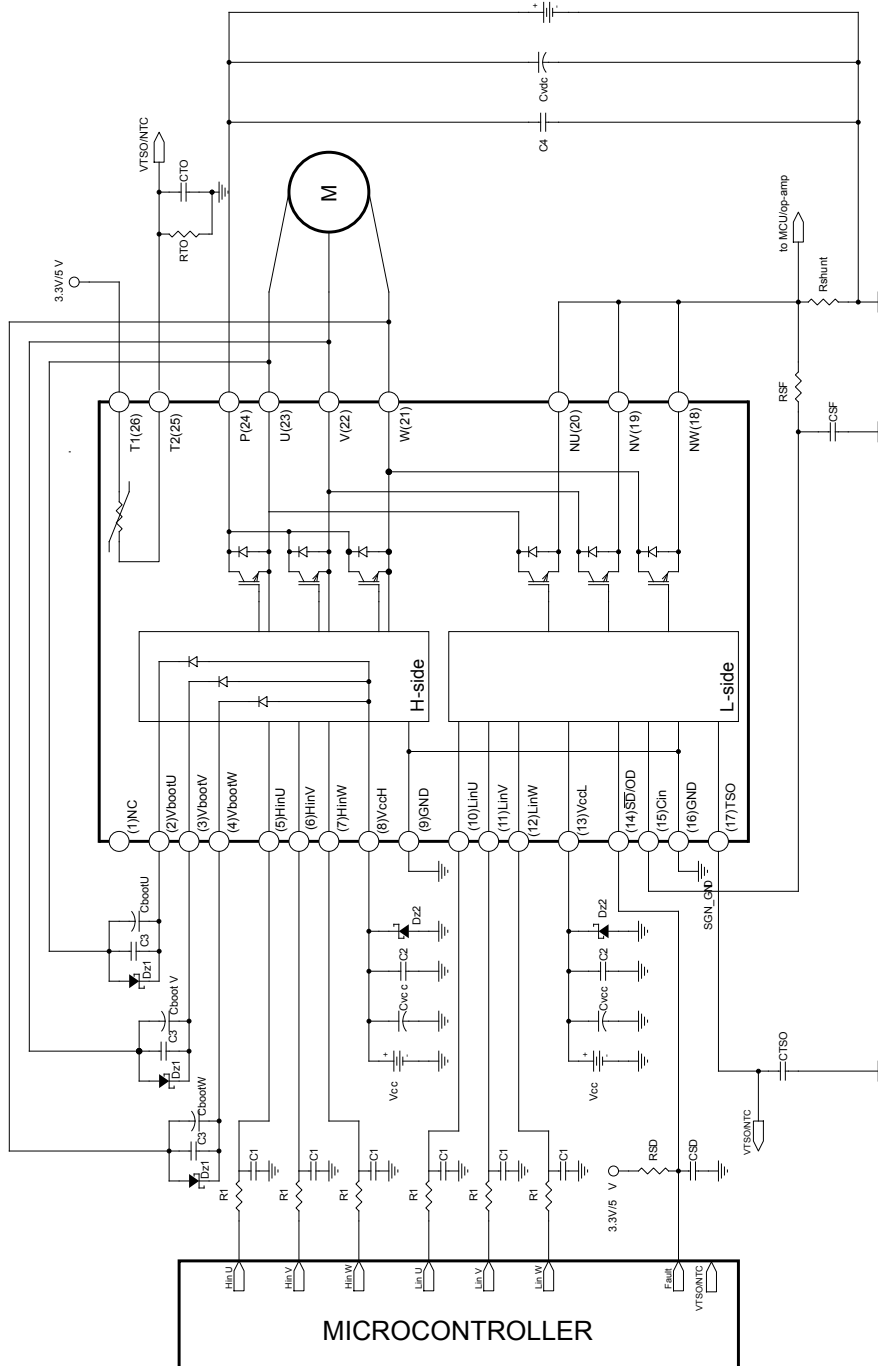 VTSO/NTC
CTO
RTO
3.3V/5 V
M
+
-
Cvdc
C4
to MCU/op-amp
Rshunt
RSF
CSF
T1(26)
T2(25)
P(24)
U(23)
V(22)
W(21)
NU(20)
NV(19)
NW(18)
H-side
L-side
(1)NC
(2)VbootU
(3)VbootV
(4)VbootW
(5)HinU
(6)HinV
(7)HinW
(8)VccH
(9)GND
(10)LinU
(11)LinV
(12)LinW
(13)VccL
(14)SD/OD
(15)Cin
(16)GND
(17)TSO
SGN_GND
CbootU
C3
Dz1
Cboot V
C3
Dz1
CbootW
C3
Dz1
Dz2
C2
Cvc c
+
-
Vcc
Dz2
C2
Cvcc
+
-
Vcc
CTSO
VTSO/NTC
R1
C1
R1
C1
R1
C1
R1
C1
R1
C1
R1
C1
3.3V/5 V
RSD
CSD
Hin U
Hin V
Hin W
Lin U
Lin V
Lin W
Fault
VTSO/NTC
MICROCONTROLLER